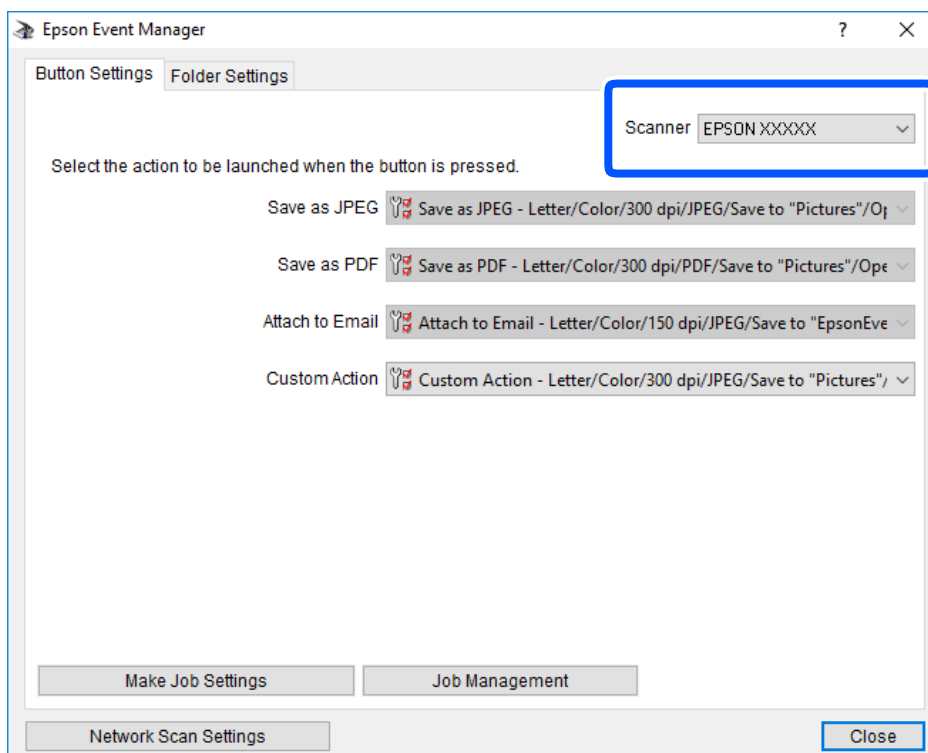 Epson Event Manager
Button Settings Folder Settings
Scanner EPSON XXXXX
Select the action to be launched when the button is pressed.
Save as JPEG Save as JPEG - Letter/Color/300 dpi/JPEG/Save to "Pictures"/Op
Save as PDF Save as PDF - Letter/Color/300 dpi/PDF/Save to "Pictures"/Ope
Attach to Email Attach to Email - Letter/Color/150 dpi/JPEG/Save to "EpsonEve
Custom Action Custom Action - Letter/Color/300 dpi/JPEG/Save to "Pictures"/
Make Job Settings Job Management
Network Scan Settings Close